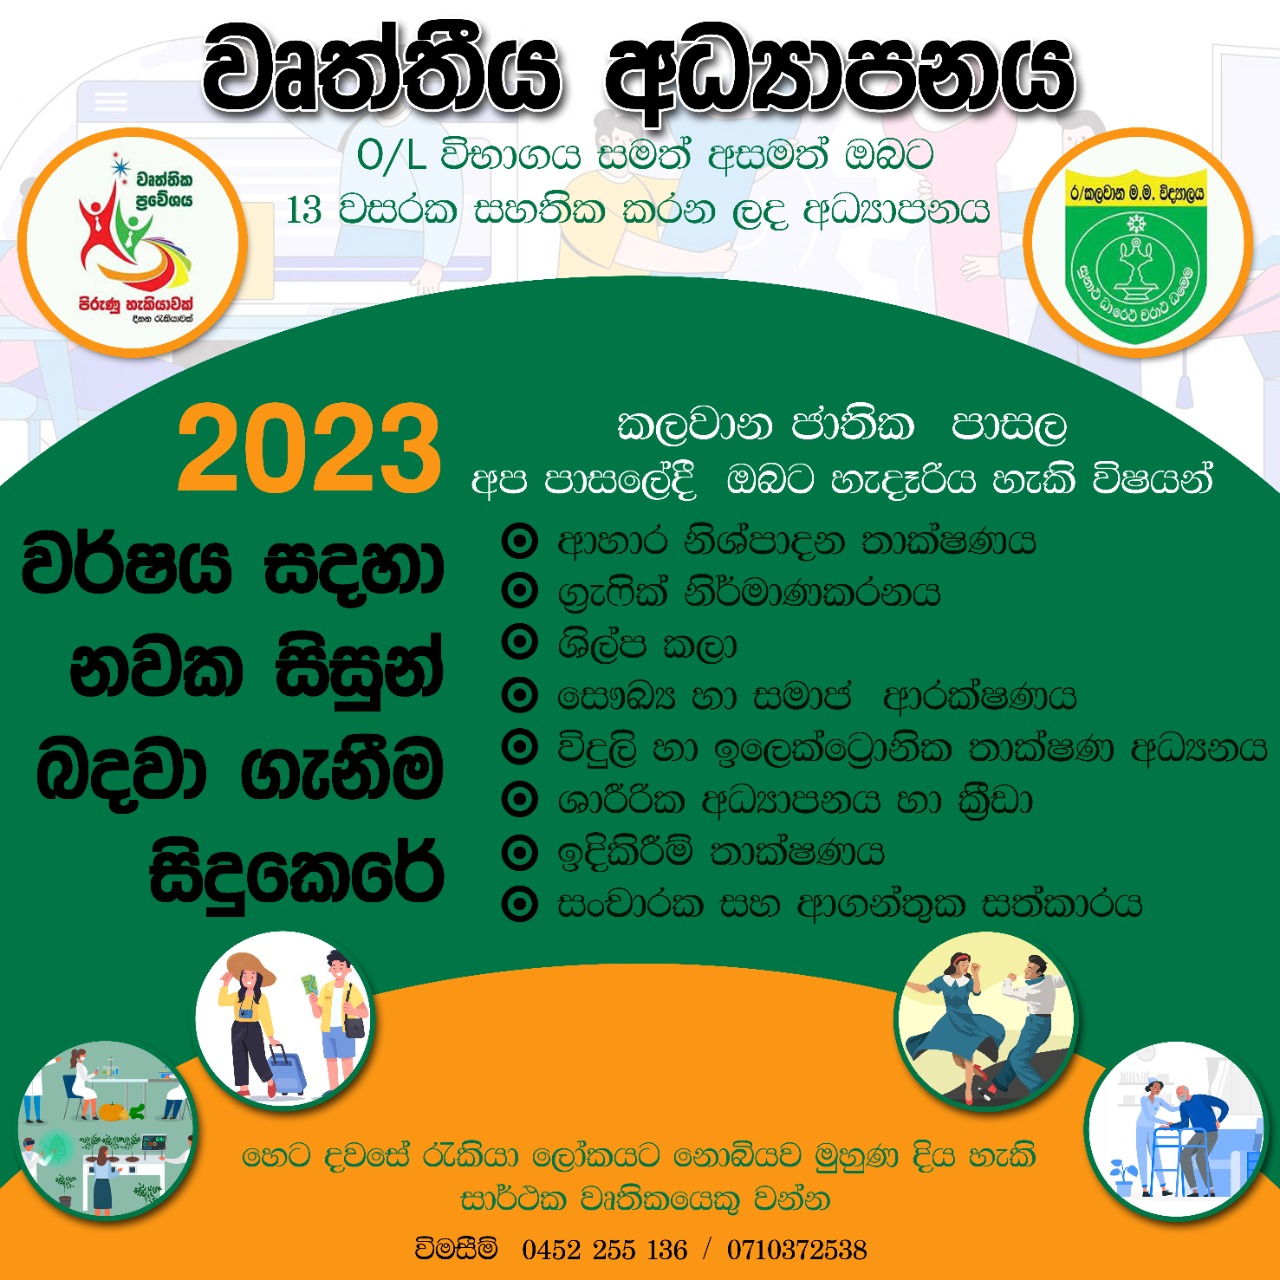 වෘත්තීය අධ්‍යාපනය
O/L විභාගය සමත් අසමත් ඔබට
13 වසරක සහතික කරන ලද අධ්‍යාපනය
වෘත්තික
ප්‍රවේශය
පිරුණු හැකියාවක්
දිනන රැකියාවක්
ර/කලවාන ම.ම. විද්‍යාලය
2023
වර්ෂය සදහා
නවක සිසුන්
බදවා ගැනීම
සිදුකෙරේ
කලවාන ජාතික පාසල
අප පාසලේදී ඔබට හැදෑරිය හැකි විෂයන්
ආහාර නිශ්පාදන තාක්ෂණය
ග්‍රැෆික් නිර්මාණකරනය
ශිල්ප කලා
සෞඛ්‍ය හා සමාජ ආරක්ෂණය
විදුලි හා ඉලෙක්ට්‍රොනික තාක්ෂණ අධ්‍යනය
ශාරීරික අධ්‍යාපනය හා ක්‍රීඩා
ඉදිකිරීම් තාක්ෂණය
සංචාරක සහ ආගන්තුක සත්කාරය
හෙට දවසේ රැකියා ලෝකයට නොබියව මුහුණ දිය හැකි
සාර්ථක වෘතිකයෙකු වන්න
විමසීම් 0452 255 136 / 0710372538